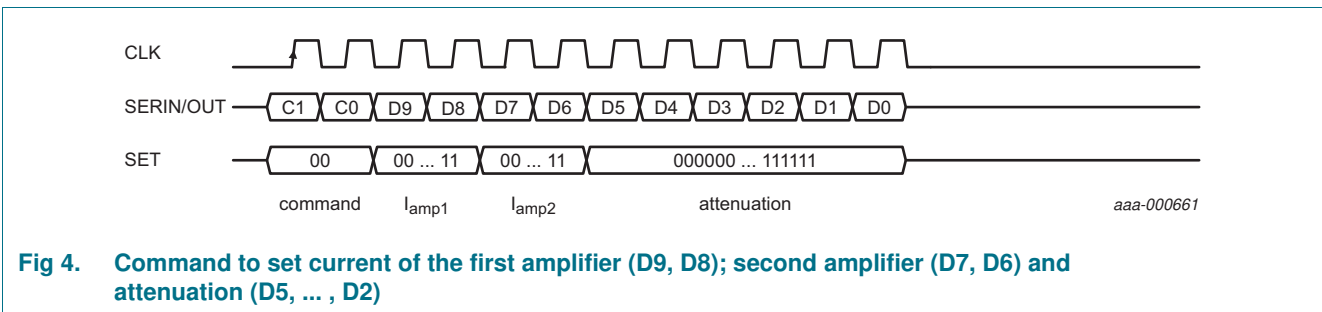 CLK
SERIN/OUT C1 C0 D9 D8 D7 D6 D5 D4 D3 D2 D1 D0
SET 00 00 ... 11 00 ... 11 000000 ... 111111
command Iamp1 Iamp2 attenuation aaa-000661
Fig 4. Command to set current of the first amplifier (D9, D8); second amplifier (D7, D6) and
attenuation (D5, ... , D2)